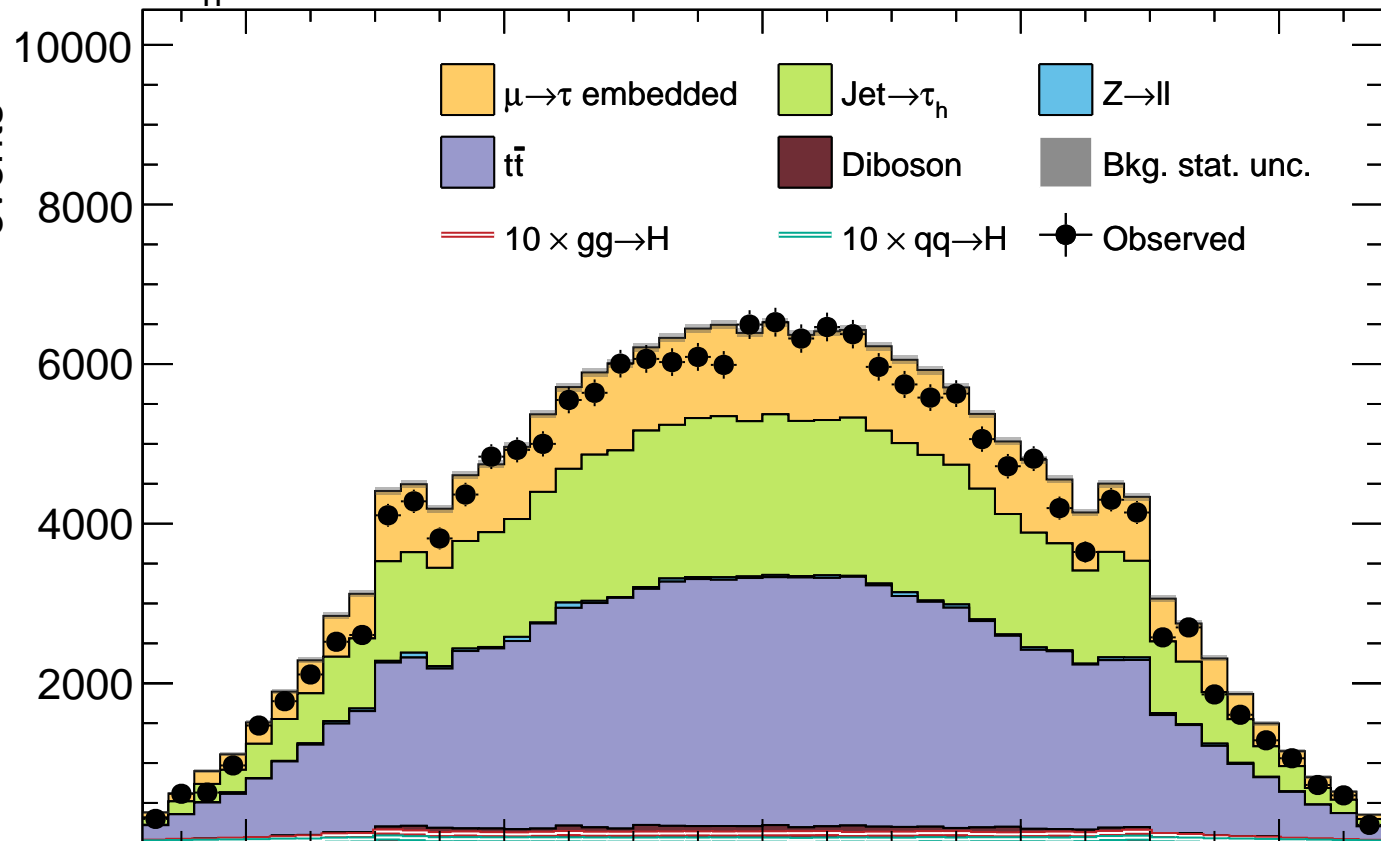 10000
μ→τ embedded Jet→τh Z→ll
tt̄ Diboson Bkg. stat. unc.
8000
10 × gg→H 10 × qq→H Observed
6000
4000
2000